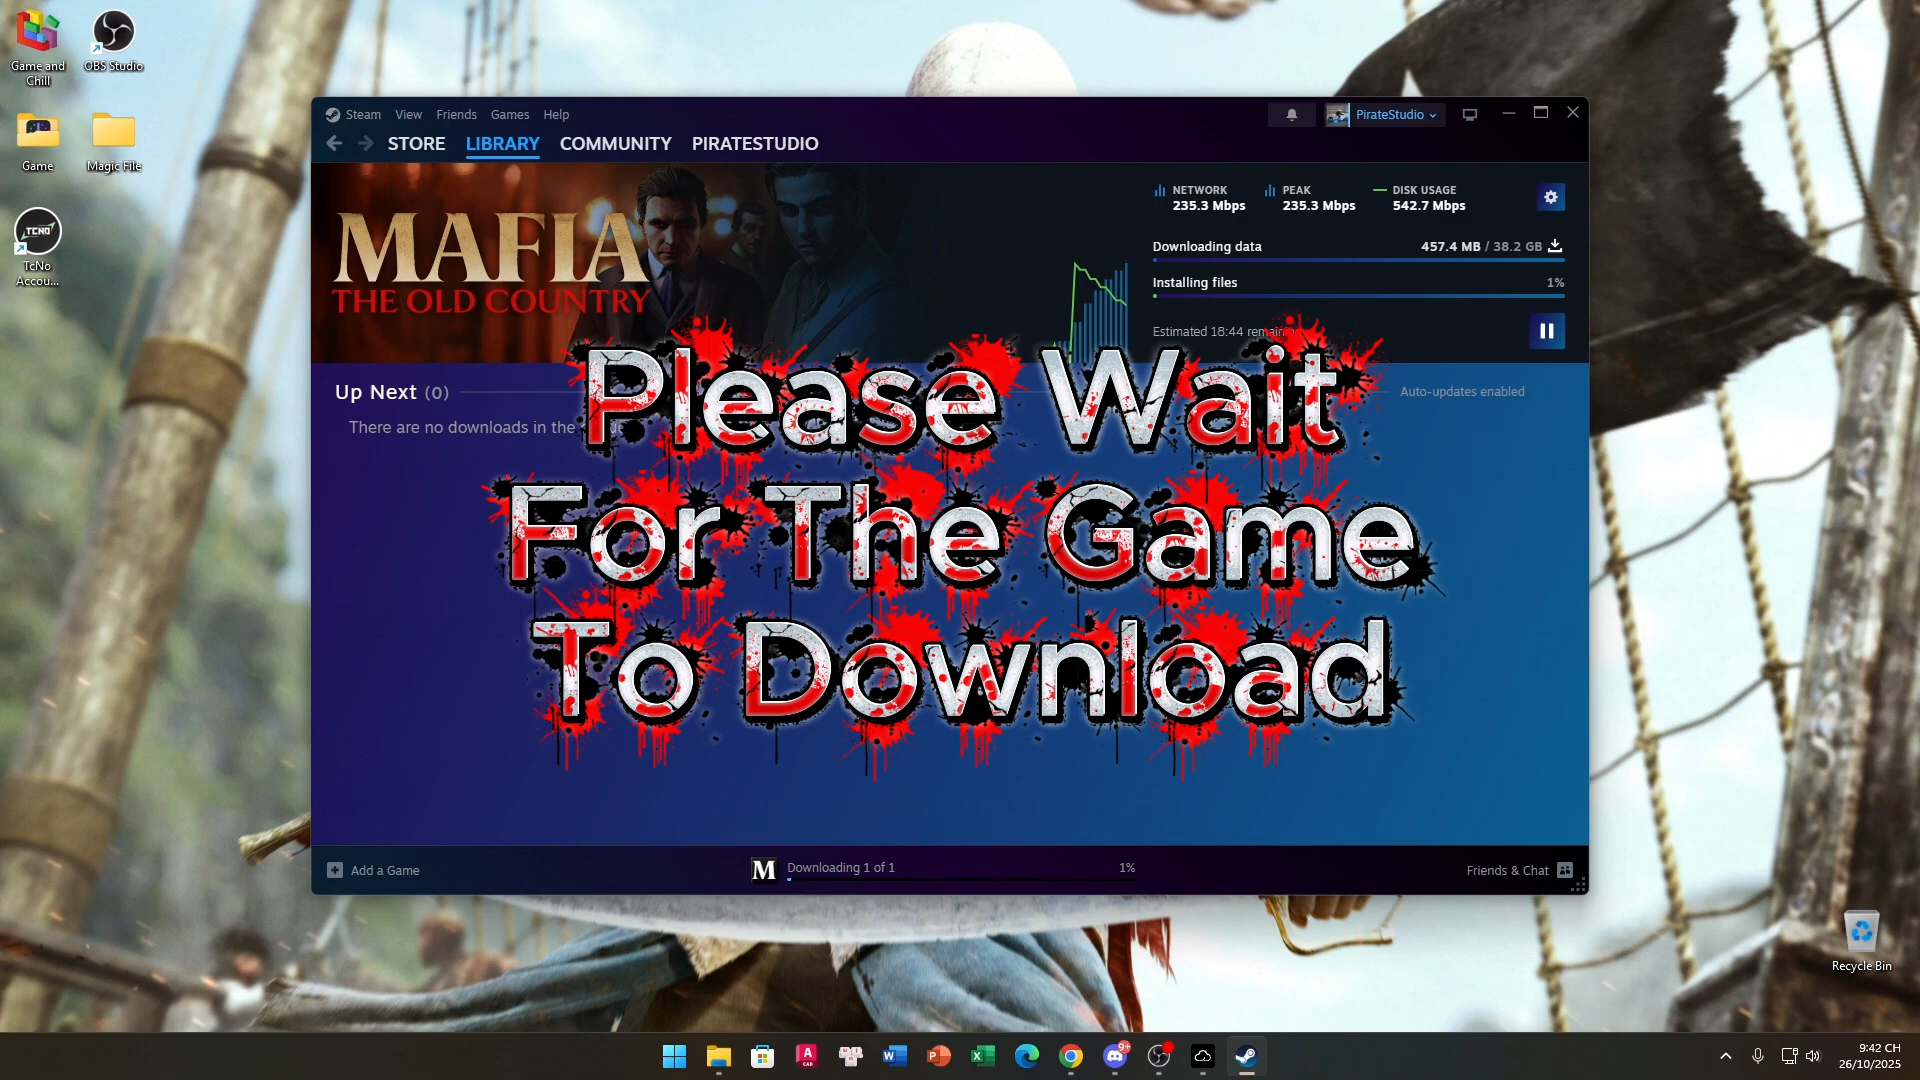 Game and
Chill
OBS Studio
Game
Magic File
TCNO
TcNo
Accou...
Steam View Friends Games Help
PirateStudio
STORE LIBRARY COMMUNITY PIRATESTUDIO
MAFIA
THE OLD COUNTRY
NETWORK
235.3 Mbps
PEAK
235.3 Mbps
DISK USAGE
542.7 Mbps
Downloading data 457.4 MB / 38.2 GB
Installing files 1%
Estimated 18:44
Up Next (0)
Auto-updates enabled
There are no downloads in the
Please Wait
For The Game
To Download
Add a Game
M
Downloading 1 of 1 1%
Friends & Chat
Recycle Bin
A
CAD
W
P
X
9+
9:42 CH
26/10/2025